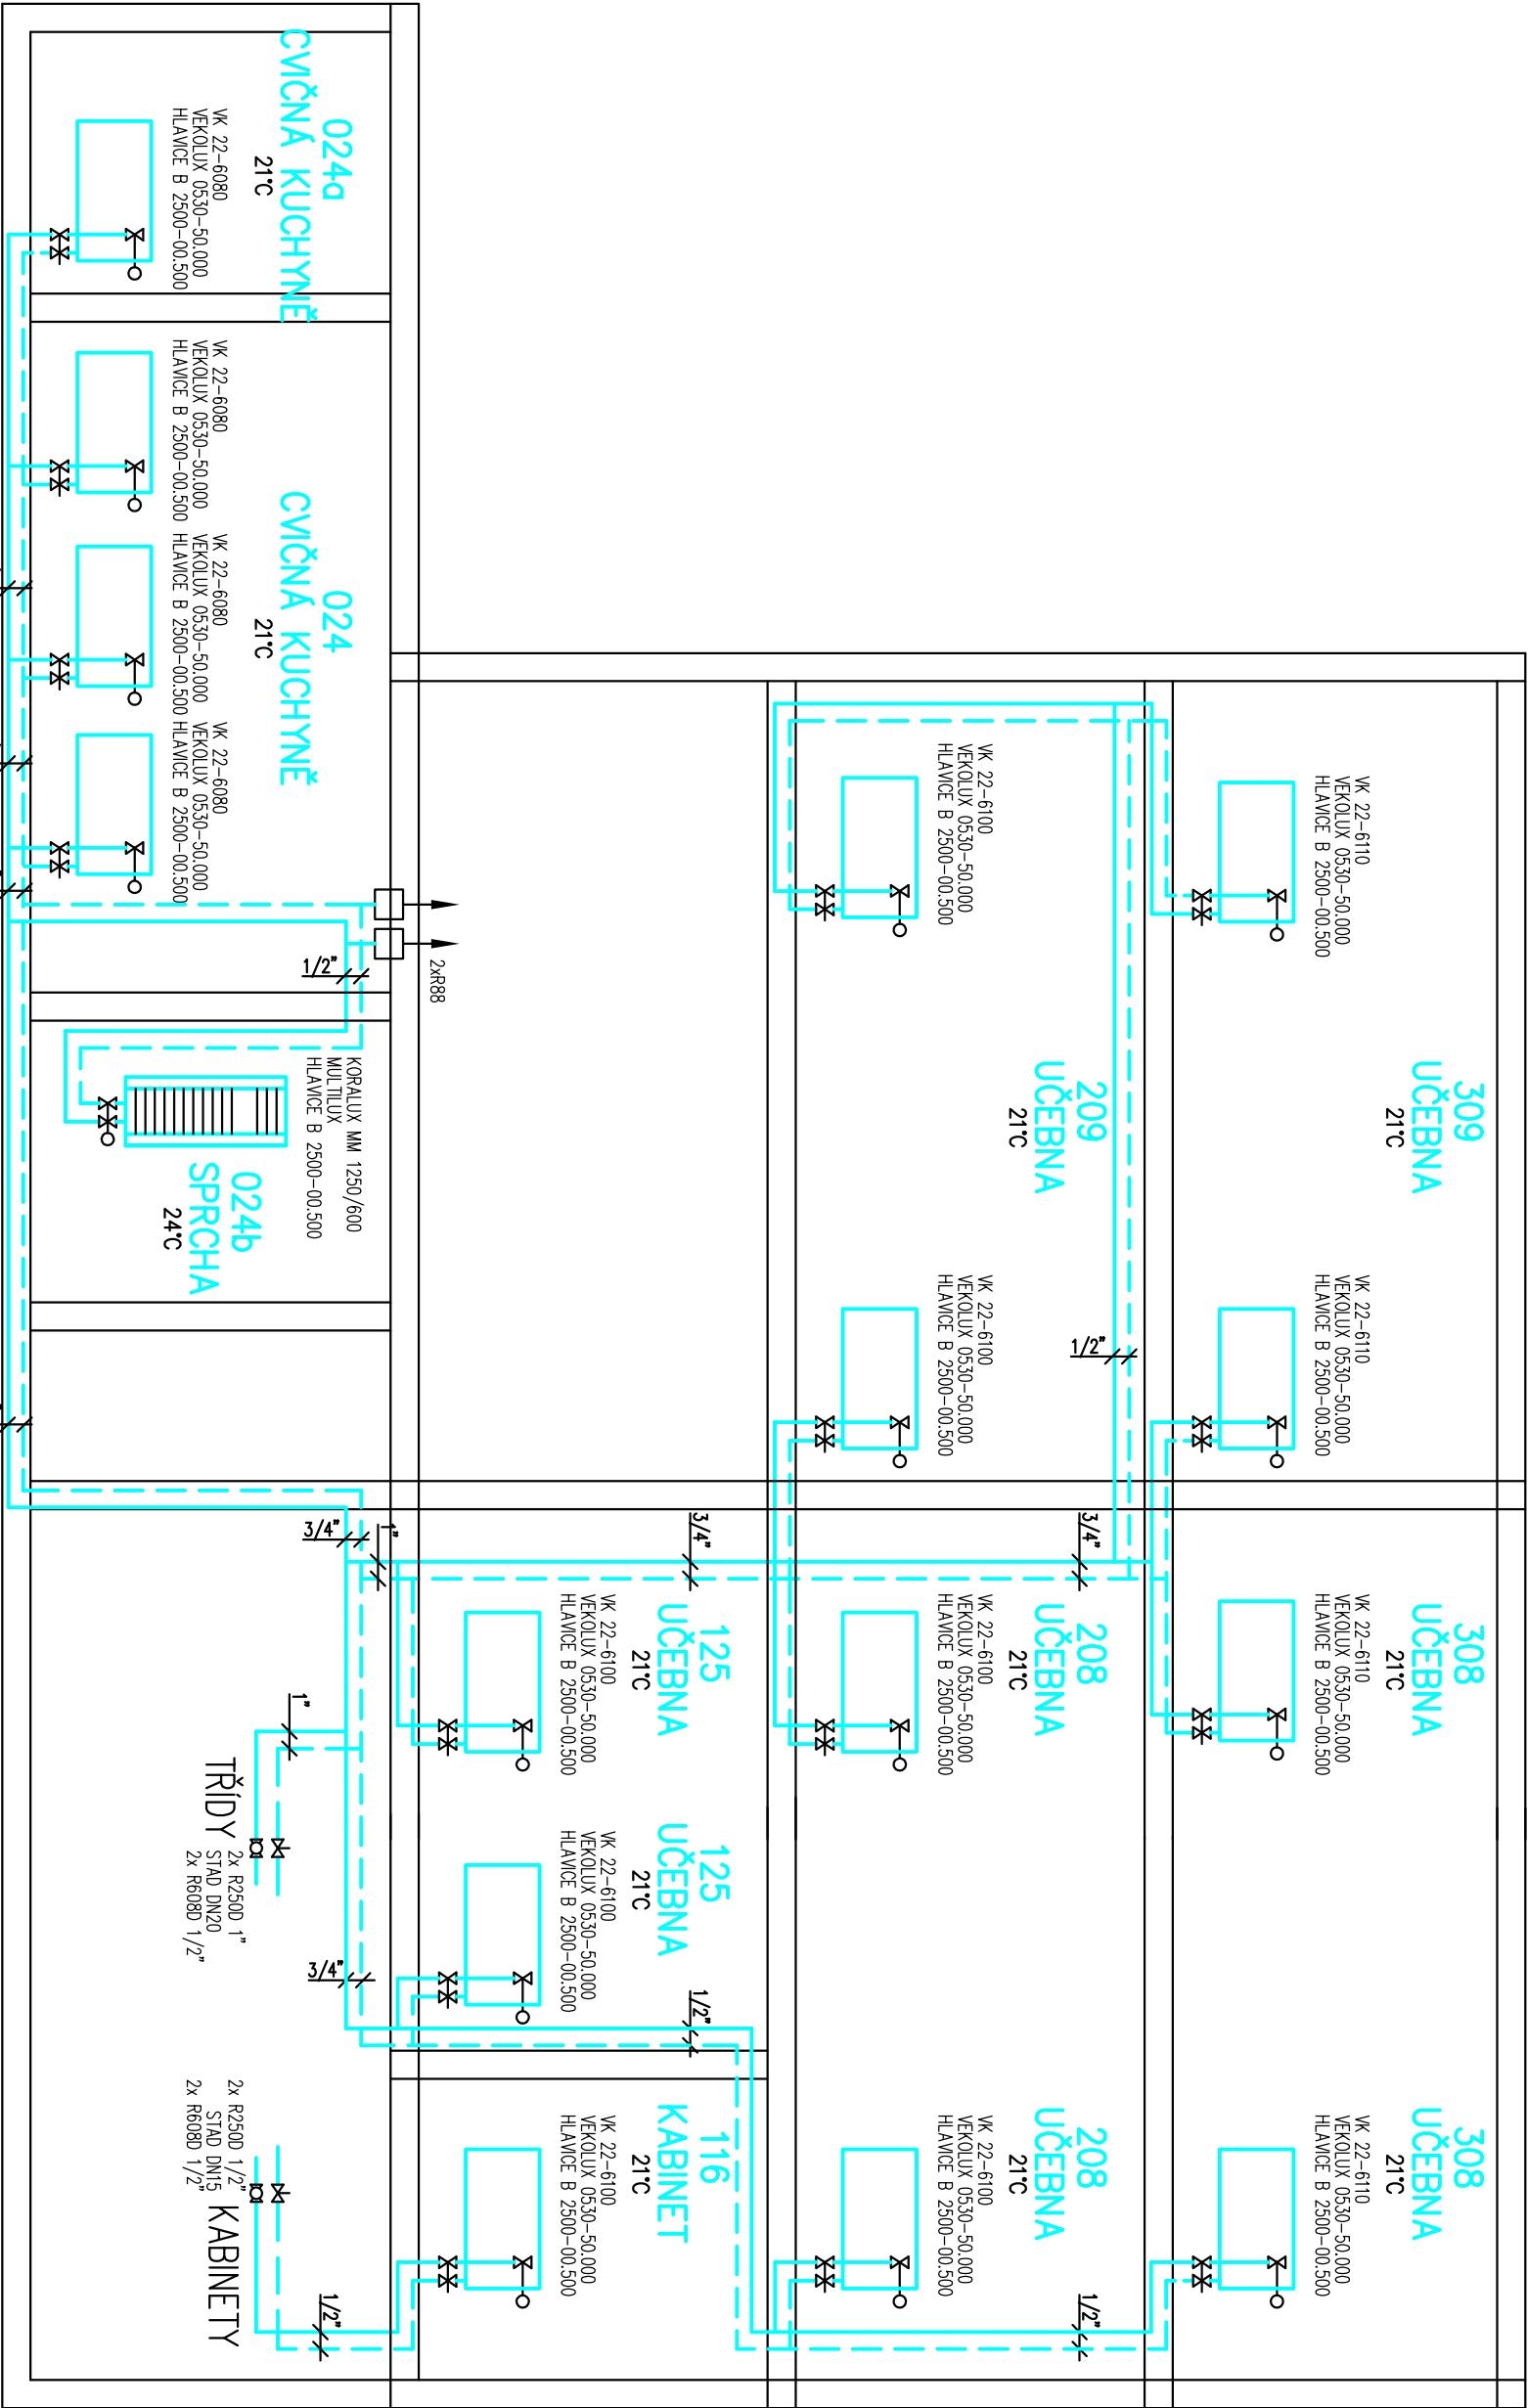 309
UČEBNA
21°C
308
UČEBNA
21°C
308
UČEBNA
21°C
VK 22-6110
VEKOLUX 0530-50.000
HLAVICE B 2500-00.500
VK 22-6110
VEKOLUX 0530-50.000
HLAVICE B 2500-00.500
VK 22-6110
VEKOLUX 0530-50.000
HLAVICE B 2500-00.500
VK 22-6110
VEKOLUX 0530-50.000
HLAVICE B 2500-00.500
209
UČEBNA
21°C
1/2"
3/4"
208
UČEBNA
21°C
208
UČEBNA
21°C
1/2"
VK 22-6100
VEKOLUX 0530-50.000
HLAVICE B 2500-00.500
VK 22-6100
VEKOLUX 0530-50.000
HLAVICE B 2500-00.500
VK 22-6100
VEKOLUX 0530-50.000
HLAVICE B 2500-00.500
VK 22-6100
VEKOLUX 0530-50.000
HLAVICE B 2500-00.500
3/4"
125
UČEBNA
21°C
125
UČEBNA
21°C
1/2"
116
KABINET
21°C
VK 22-6100
VEKOLUX 0530-50.000
HLAVICE B 2500-00.500
VK 22-6100
VEKOLUX 0530-50.000
HLAVICE B 2500-00.500
VK 22-6100
VEKOLUX 0530-50.000
HLAVICE B 2500-00.500
2xR88
024a
CVIČNÁ KUCHYNĚ
21°C
024
CVIČNÁ KUCHYNĚ
21°C
1/2"
1"
3/4"
3/4"
1/2"
1"
VK 22-6080
VEKOLUX 0530-50.000
HLAVICE B 2500-00.500
VK 22-6080
VEKOLUX 0530-50.000
HLAVICE B 2500-00.500
VK 22-6080
VEKOLUX 0530-50.000
HLAVICE B 2500-00.500
VK 22-6080
VEKOLUX 0530-50.000
HLAVICE B 2500-00.500
KORALUX MM 1250/600
MULTILUX
HLAVICE B 2500-00.500
024b
SPRCHA
24°C
TŘÍDY
2x R250D 1"
STAD DN20
2x R608D 1/2"
2x R250D 1/2"
STAD DN15
2x R608D 1/2"
KABINETY